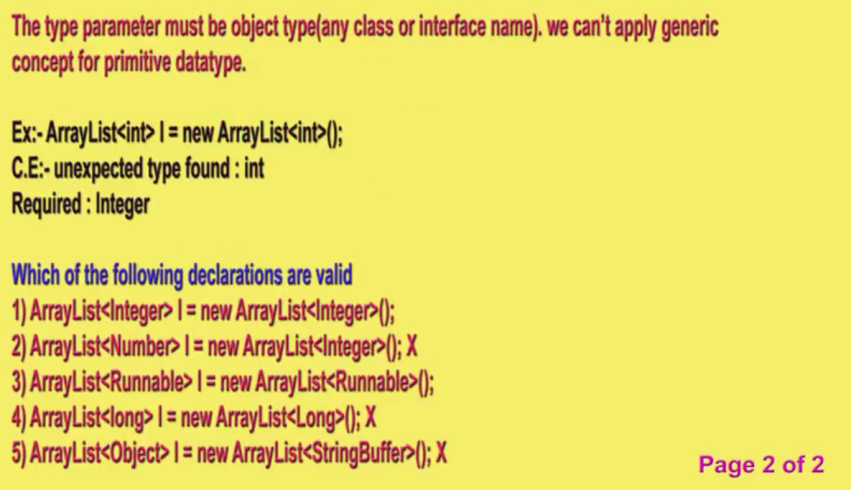 The type parameter must be object type(any class or interface name). we can't apply generic
concept for primitive datatype.
Ex:- ArrayList<int> l = new ArrayList<int>();
C.E:- unexpected type found : int
Required : Integer
Which of the following declarations are valid
1) ArrayList<Integer> l = new ArrayList<Integer>();
2) ArrayList<Number> l = new ArrayList<Integer>(); X
3) ArrayList<Runnable> l = new ArrayList<Runnable>();
4) ArrayList<long> l = new ArrayList<Long>(); X
5) ArrayList<Object> l = new ArrayList<StringBuffer>(); X
Page 2 of 2